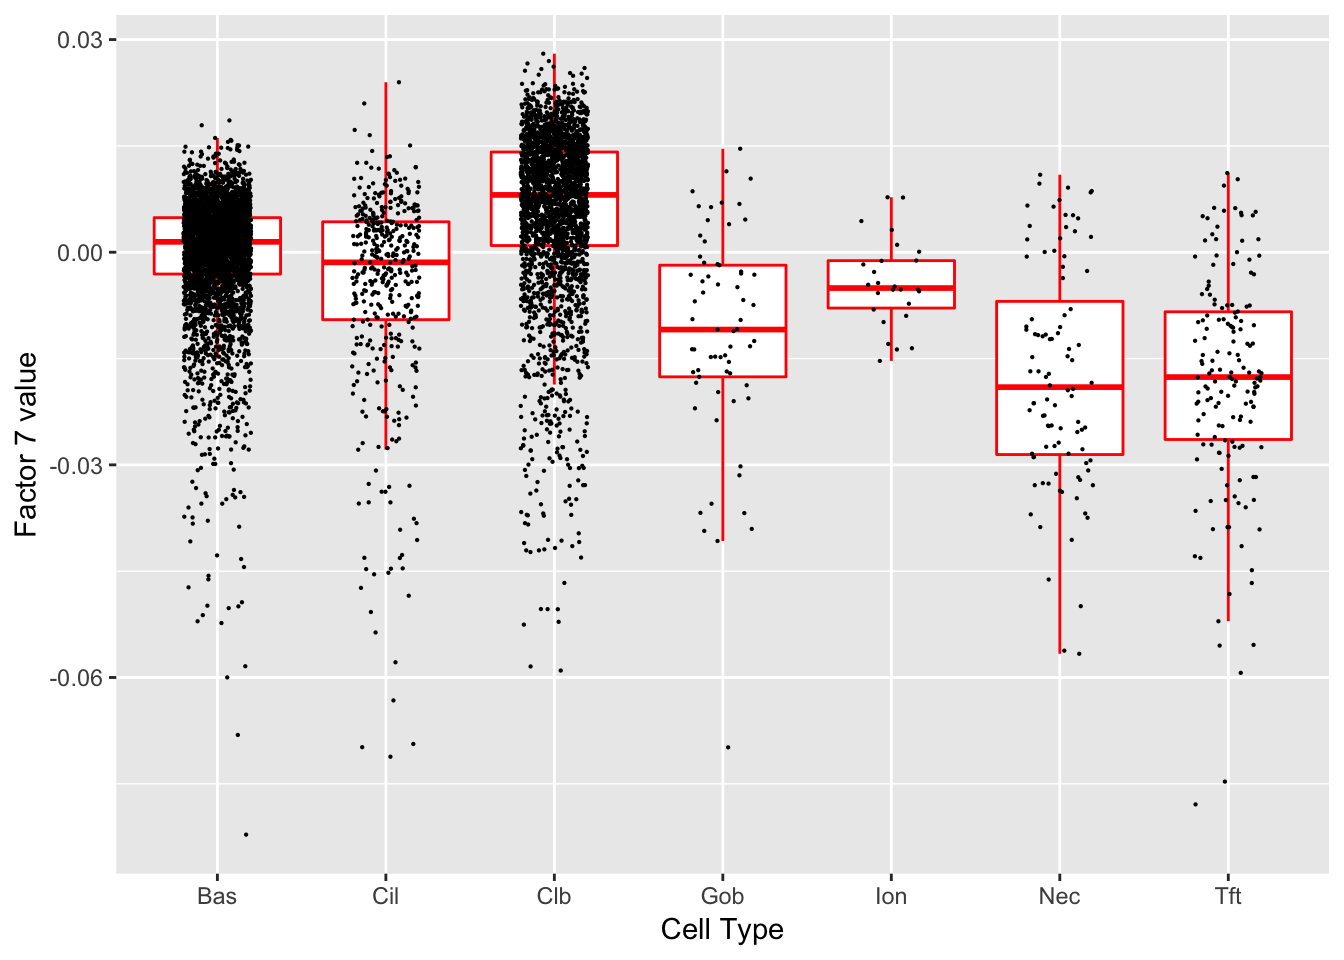 0.03
0.00
-0.03
-0.06
Factor 7 value
Bas Cil Clb Gob Ion Nec Tft
Cell Type